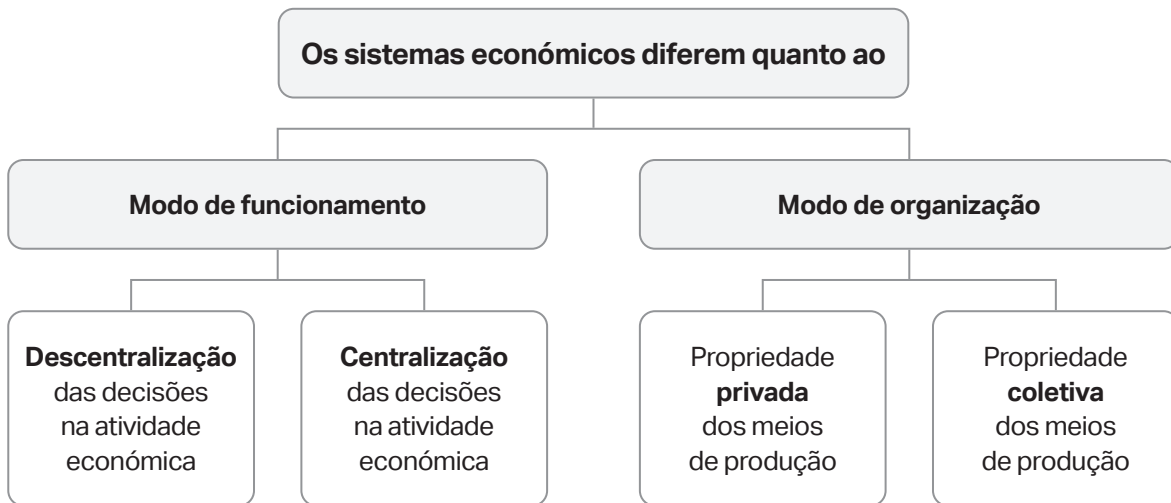 Os sistemas económicos diferem quanto ao
Modo de funcionamento
Modo de organização
Descentralização
das decisões
na atividade
económica
Centralização
das decisões
na atividade
económica
Propriedade
privada
dos meios
de produção
Propriedade
coletiva
dos meios
de produção